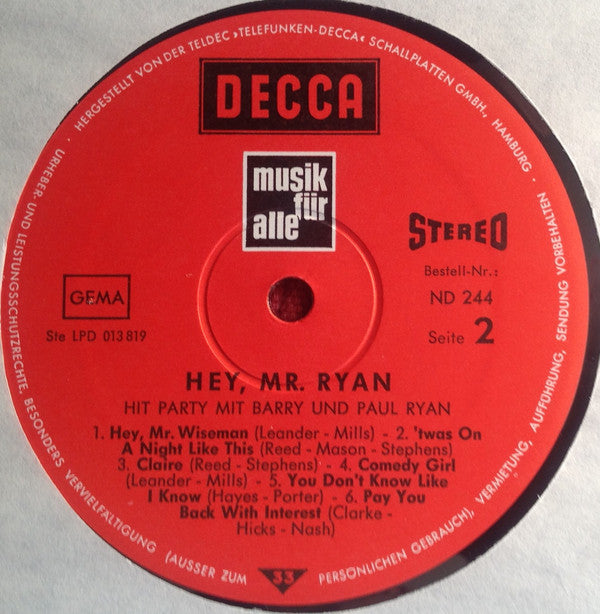 HERGESTELLT VON DER TELDEC »TELEFUNKEN-DECCA« SCHALLPLATTEN GMBH, HAMBURG ·
URHEBER- UND LEISTUNGSSCHUTZRECHTE, BESONDERS VERVIELFÄLTIGUNG (AUSSER ZUM PERSÖNLICHEN GEBRAUCH), VERMIETUNG, AUFFÜHRUNG, SENDUNG VORBEHALTEN ·
DECCA
musik
für
alle
STEREO
Bestell-Nr.:
GEMA
ND 244
Ste LPD 013 819
Seite 2
HEY, MR. RYAN
HIT PARTY MIT BARRY UND PAUL RYAN
1. Hey, Mr. Wiseman (Leander - Mills) - 2. 'twas On
A Night Like This (Reed - Mason - Stephens)
3. Claire (Reed - Stephens) - 4. Comedy Girl
(Leander - Mills) - 5. You Don't Know Like
I Know (Hayes - Porter) - 6. Pay You
Back With Interest (Clarke -
Hicks - Nash)
33